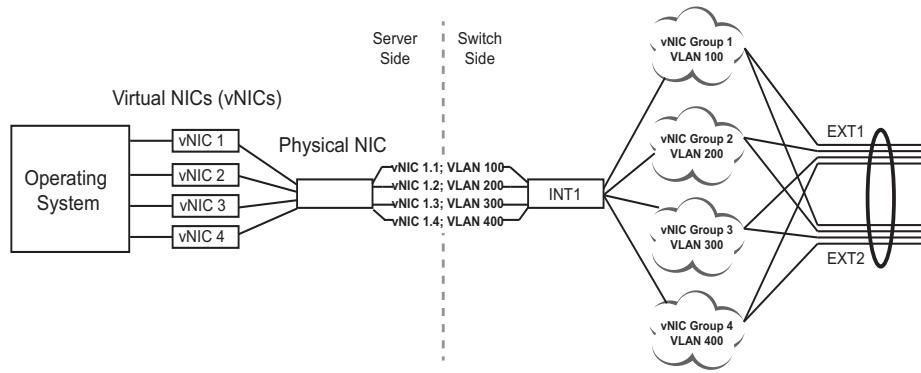 Server
Side
Switch
Side
vNIC Group 1
VLAN 100
Virtual NICs (vNICs)
Operating
System
vNIC 1
vNIC 2
vNIC 3
vNIC 4
Physical NIC
vNIC 1.1; VLAN 100
vNIC 1.2; VLAN 200
vNIC 1.3; VLAN 300
vNIC 1.4; VLAN 400
INT1
vNIC Group 2
VLAN 200
vNIC Group 3
VLAN 300
vNIC Group 4
VLAN 400
EXT1
EXT2